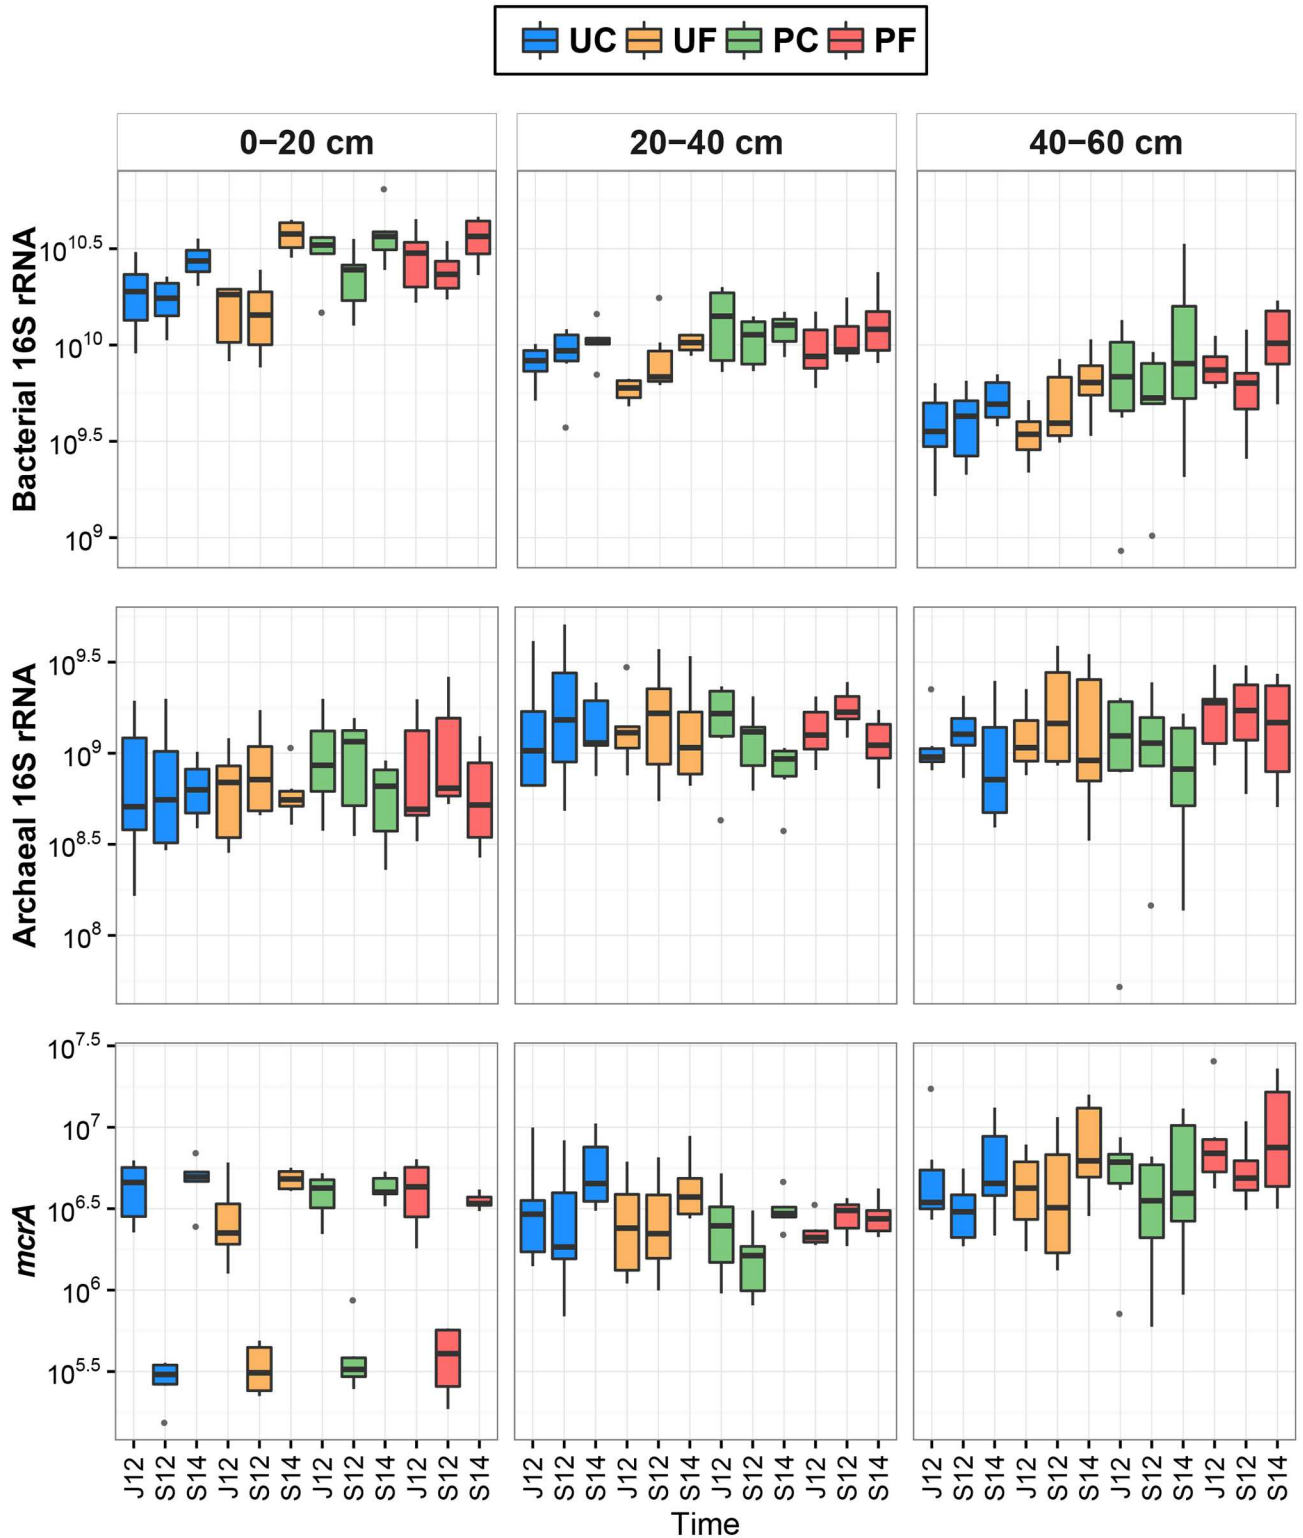 UC UF PC PF
0−20 cm 20−40 cm 40−60 cm
Bacterial 16S rRNA
10^10.5
10^10
10^9.5
10^9
Archaeal 16S rRNA
10^9.5
10^9
10^8.5
10^8
mcrA
10^7.5
10^7
10^6.5
10^6
10^5.5
J12 S12 S14 J12 S12 S14 J12 S12 S14 J12 S12 S14 J12 S12 S14 J12 S12 S14 J12 S12 S14 J12 S12 S14 J12 S12 S14 J12 S12 S14 J12 S12 S14 J12 S12 S14
Time